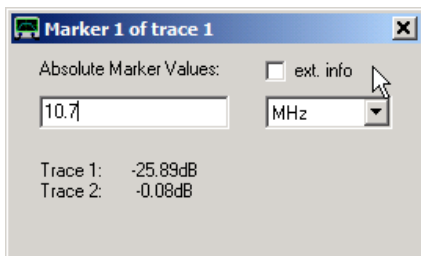 Marker 1 of trace 1
Absolute Marker Values:
ext. info
10.7
MHz
Trace 1: -25.89dB
Trace 2: -0.08dB